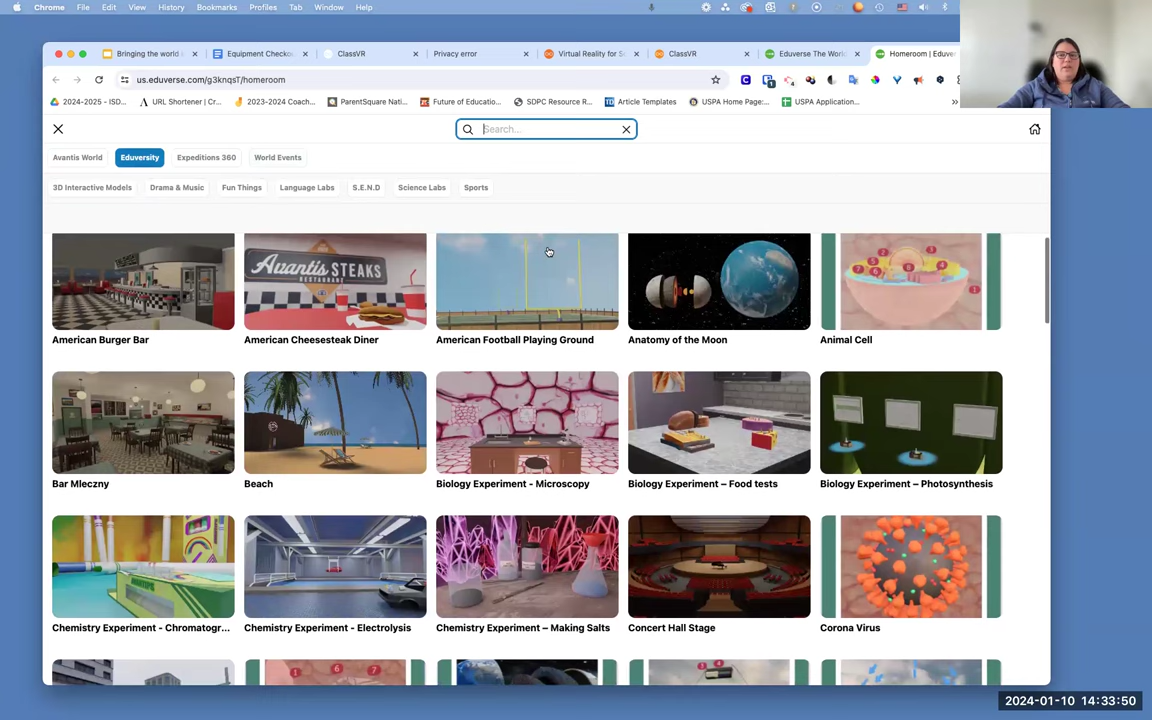 Chrome File Edit View History Bookmarks Profiles Tab Window Help
Bringing the world Equipment Checko ClassVR Privacy error Virtual Reality for S ClassVR Eduverse The World Homeroom | Eduver
us.eduverse.com/g3knqsT/homeroom
2024-2025 - ISD... URL Shortener | Cr... 2023-2024 Coach... ParentSquare Nati... Future of Educatio... SDPC Resource R... Article Templates USPA Home Page:... USPA Application...
Search...
Avantis World Eduversity Expeditions 360 World Events
3D Interactive Models Drama & Music Fun Things Language Labs S.E.N.D Science Labs Sports
Avantis STEAKS
RESTAURANT
American Burger Bar American Cheesesteak Diner American Football Playing Ground Anatomy of the Moon Animal Cell
Bar Mleczny Beach Biology Experiment - Microscopy Biology Experiment – Food tests Biology Experiment – Photosynthesis
Chemistry Experiment - Chromatogr... Chemistry Experiment - Electrolysis Chemistry Experiment – Making Salts Concert Hall Stage Corona Virus
2024-01-10 14:33:50